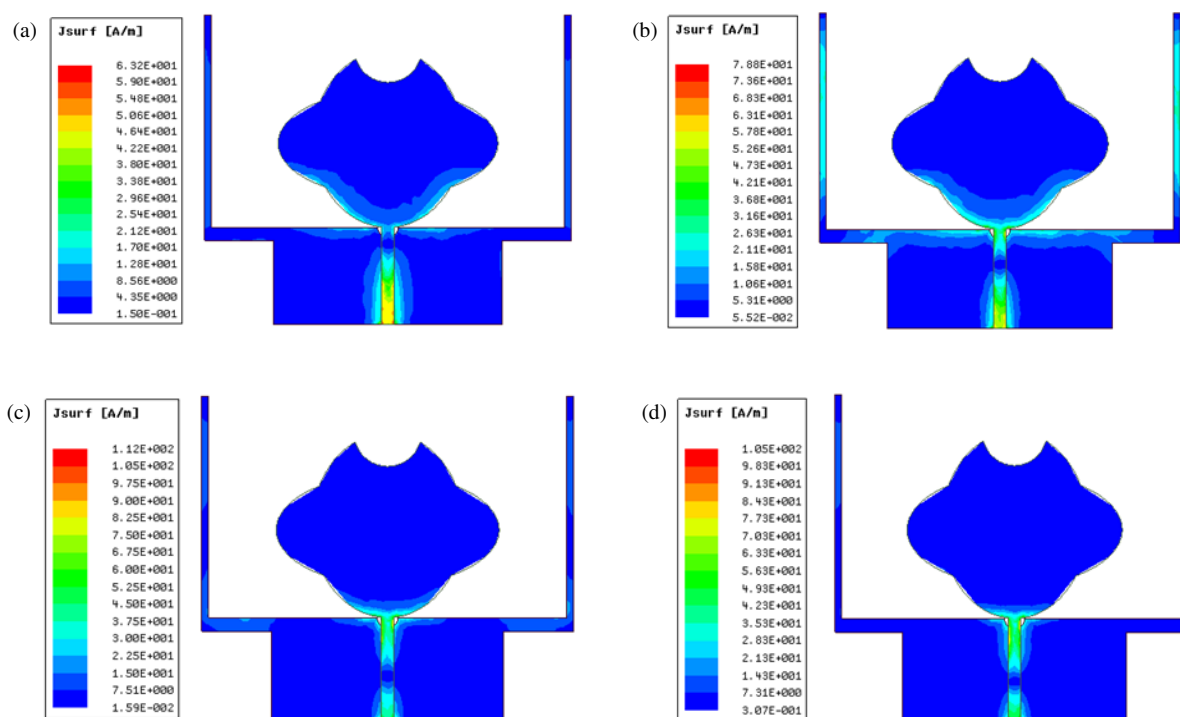 (a)
Jsurf [A/m]
6.32E+001
5.90E+001
5.48E+001
5.06E+001
4.64E+001
4.22E+001
3.80E+001
3.38E+001
2.96E+001
2.54E+001
2.12E+001
1.70E+001
1.28E+001
8.56E+000
4.35E+000
1.50E-001
(b)
Jsurf [A/m]
7.88E+001
7.36E+001
6.83E+001
6.31E+001
5.78E+001
5.26E+001
4.73E+001
4.21E+001
3.68E+001
3.16E+001
2.63E+001
2.11E+001
1.58E+001
1.06E+001
5.31E+000
5.52E-002
(c)
Jsurf [A/m]
1.12E+002
1.05E+002
9.75E+001
9.00E+001
8.25E+001
7.50E+001
6.75E+001
6.00E+001
5.25E+001
4.50E+001
3.75E+001
3.00E+001
2.25E+001
1.50E+001
7.51E+000
1.59E-002
(d)
Jsurf [A/m]
1.05E+002
9.83E+001
9.13E+001
8.43E+001
7.73E+001
7.03E+001
6.33E+001
5.63E+001
4.93E+001
4.23E+001
3.53E+001
2.83E+001
2.13E+001
1.43E+001
7.31E+000
3.07E-001